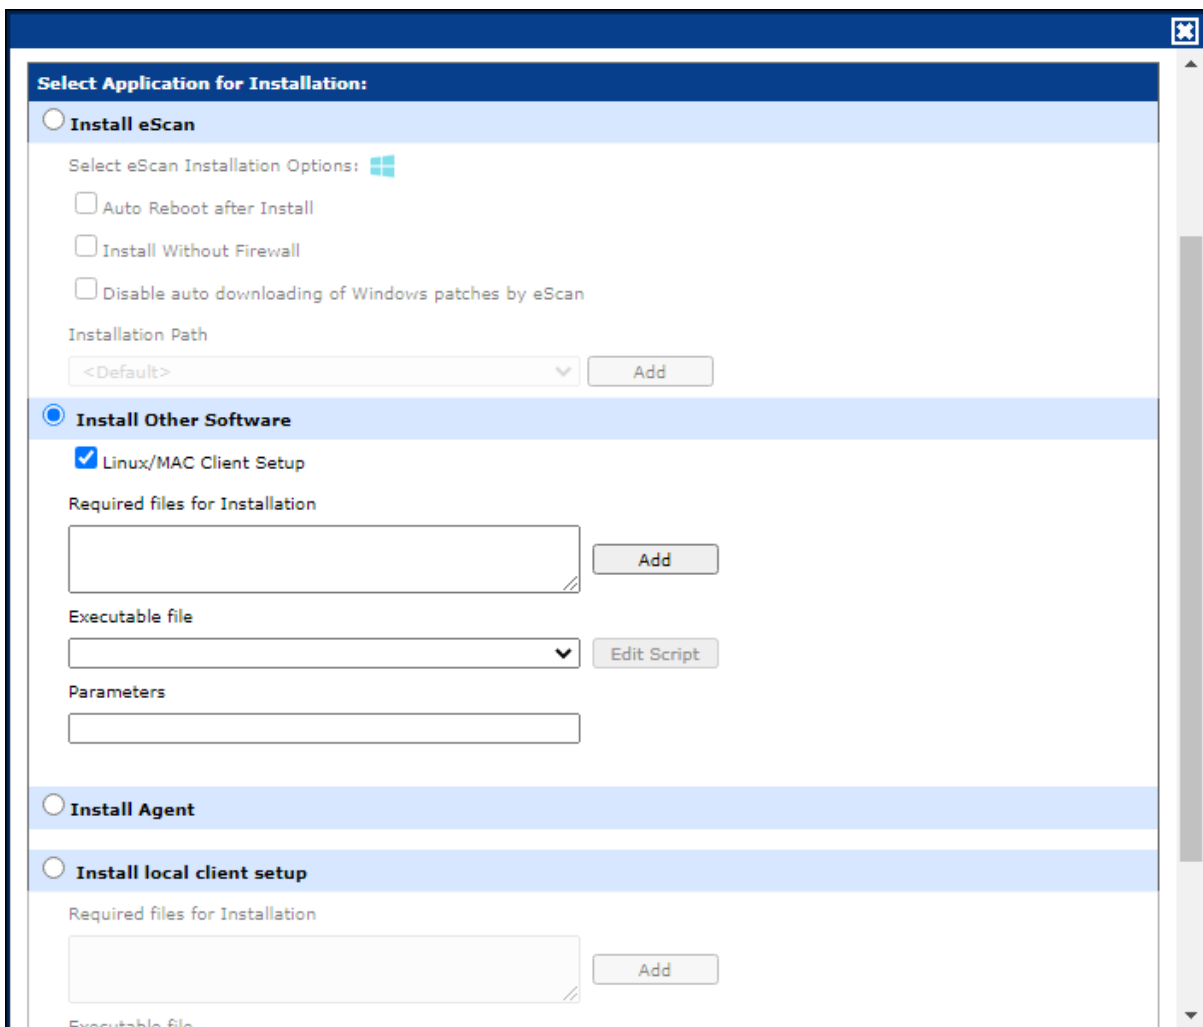 Select Application for Installation:
Install eScan
Select eScan Installation Options:
Auto Reboot after Install
Install Without Firewall
Disable auto downloading of Windows patches by eScan
Installation Path
<Default>
Add
Install Other Software
Linux/MAC Client Setup
Required files for Installation
Add
Executable file
Edit Script
Parameters
Install Agent
Install local client setup
Required files for Installation
Add
Executable file